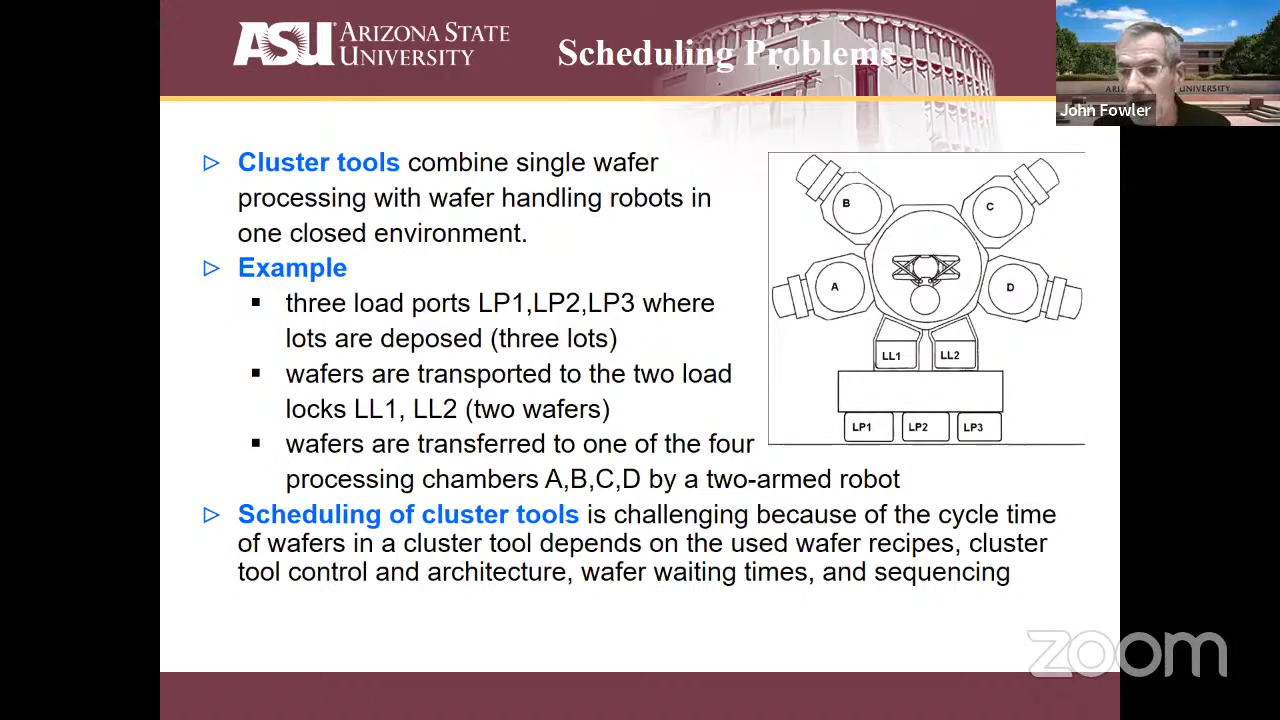 ASU ARIZONA STATE
UNIVERSITY
Scheduling Problems
ARIZ UNIVERSITY
John Fowler
Cluster tools combine single wafer
processing with wafer handling robots in
one closed environment.
Example
three load ports LP1,LP2,LP3 where
lots are deposed (three lots)
wafers are transported to the two load
locks LL1, LL2 (two wafers)
wafers are transferred to one of the four
processing chambers A,B,C,D by a two-armed robot
Scheduling of cluster tools is challenging because of the cycle time
of wafers in a cluster tool depends on the used wafer recipes, cluster
tool control and architecture, wafer waiting times, and sequencing
B
C
A
D
LL1 LL2
LP1 LP2 LP3
zoom